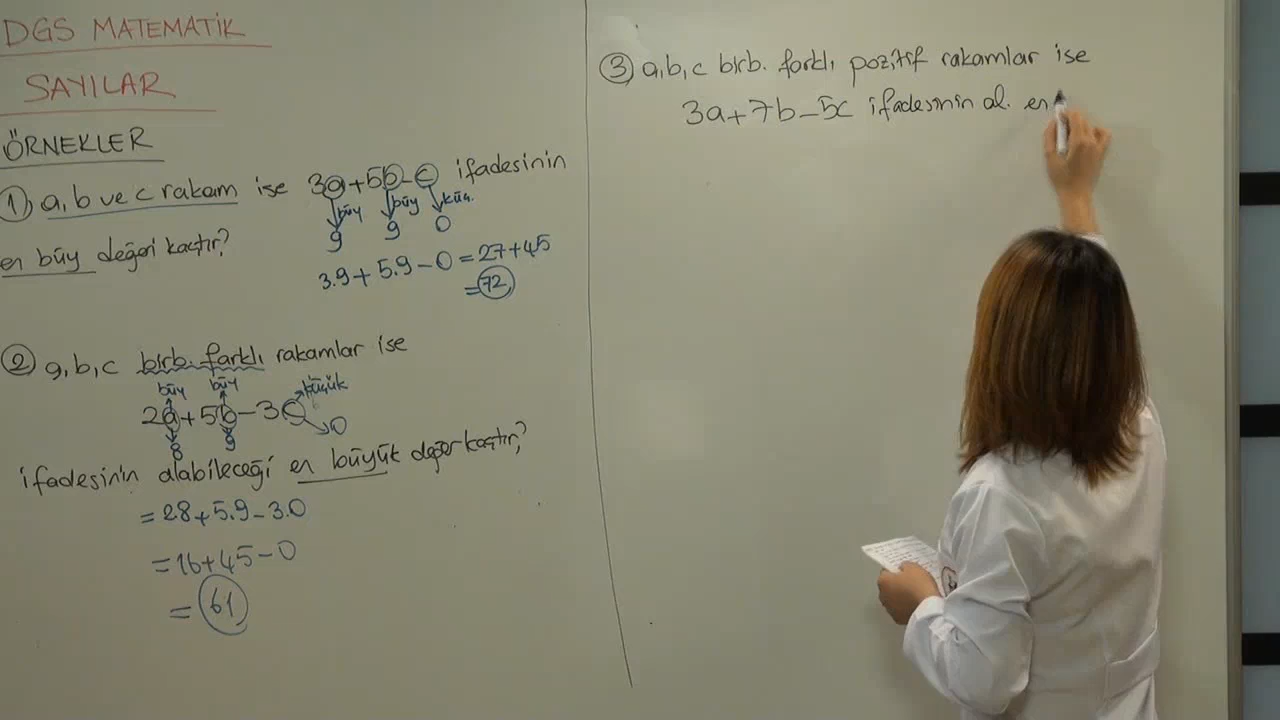 DGS MATEMATİK
SAYILAR
ÖRNEKLER
1) a, b ve c rakam ise 3a+5b-c ifadesinin
büy büy küç.
9 9 0
en büy değeri kaçtır?
3.9+5.9-0=27+45
=72
2 a, b, c birb. farklı rakamlar ise
büy büy küçük
2a+5b-3c
8 9 0
ifadesinin alabileceği en büyük değer kaçtır?
=28+5.9-3.0
=16+45-0
=61
3 a, b, c birb. farklı pozitif rakamlar ise
3a+7b-5c ifadesinin al. en